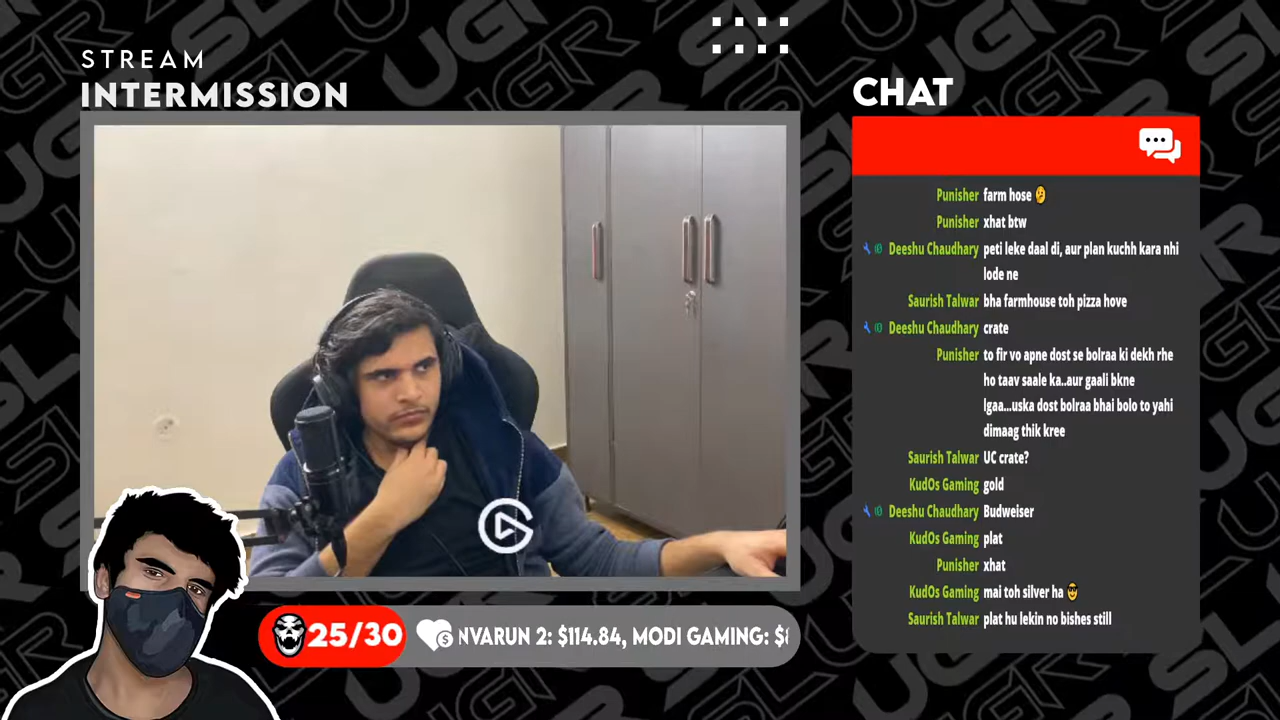 STREAM
INTERMISSION
CHAT
Punisher farm hose 🤔
Punisher xhat btw
Deeshu Chaudhary peti leke daal di, aur plan kuchh kara nhi
lode ne
Saurish Talwar bha farmhouse toh pizza hove
Deeshu Chaudhary crate
Punisher to fir vo apne dost se bolraa ki dekh rhe
ho taav saale ka..aur gaali bkne
lgaa...uska dost bolraa bhai bolo to yahi
dimaag thik kree
Saurish Talwar UC crate?
KudOs Gaming gold
Deeshu Chaudhary Budweiser
KudOs Gaming plat
Punisher xhat
KudOs Gaming mai toh silver ha 😎
Saurish Talwar plat hu lekin no bishes still
25/30
NVARUN 2: $114.84, MODI GAMING: $
UGR SL